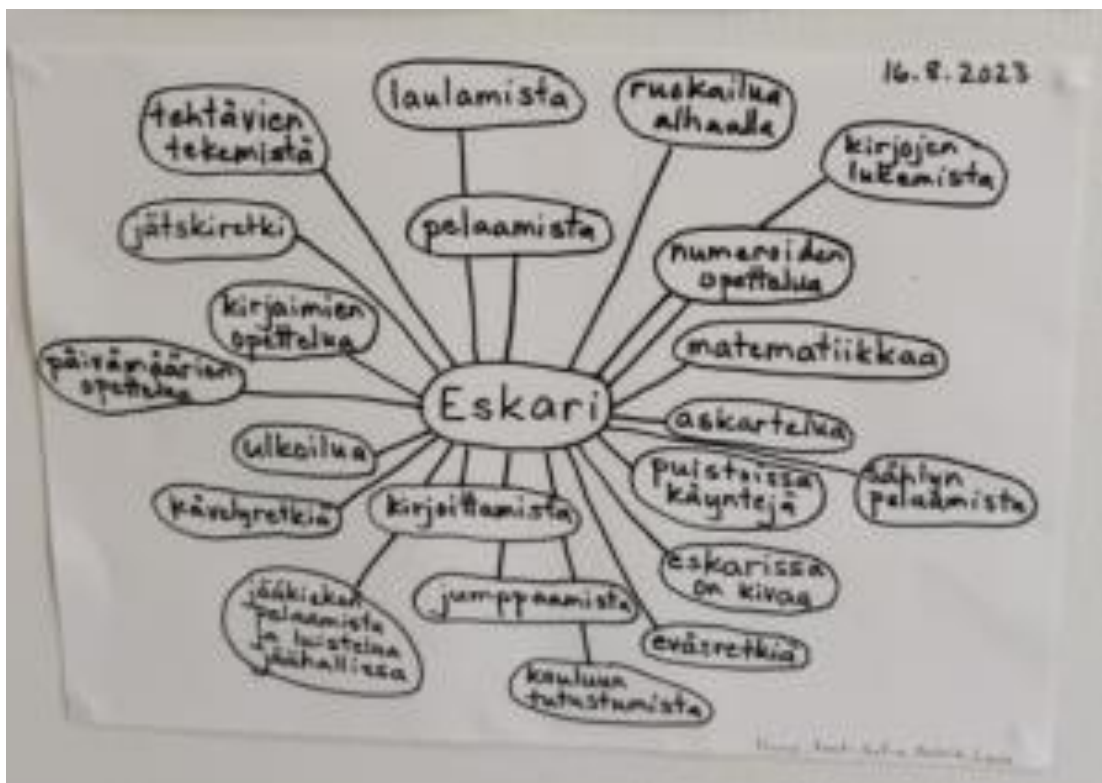 16.8.2023
laulamista
ruokailua
alhaalla
tehtävien
tekemistä
kirjojen
lukemista
jätskiretki
pelaamista
numeroiden
opettelua
kirjaimien
opettelua
matematiikkaa
päivämäärien
opettelua
Eskari
askartelua
ulkoilua
puistoissa
käyntejä
sählyn
pelaamista
kävelyretkiä
kirjoittamista
eskarissa
on kivaa
jääkiekon
pelaamista
ja luistelua
jäähallissa
jumppaamista
eväsretkiä
kouluun
tutustumista